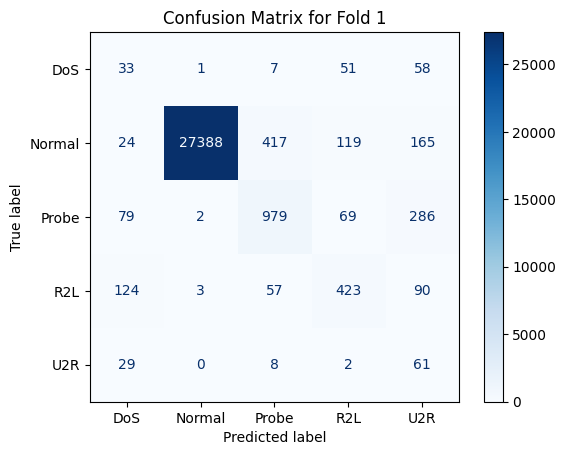 Confusion Matrix for Fold 1
DoS 33 1 7 51 58
Normal 24 27388 417 119 165
Probe 79 2 979 69 286
R2L 124 3 57 423 90
U2R 29 0 8 2 61
DoS Normal Probe R2L U2R
Predicted label
True label
25000
20000
15000
10000
5000
0